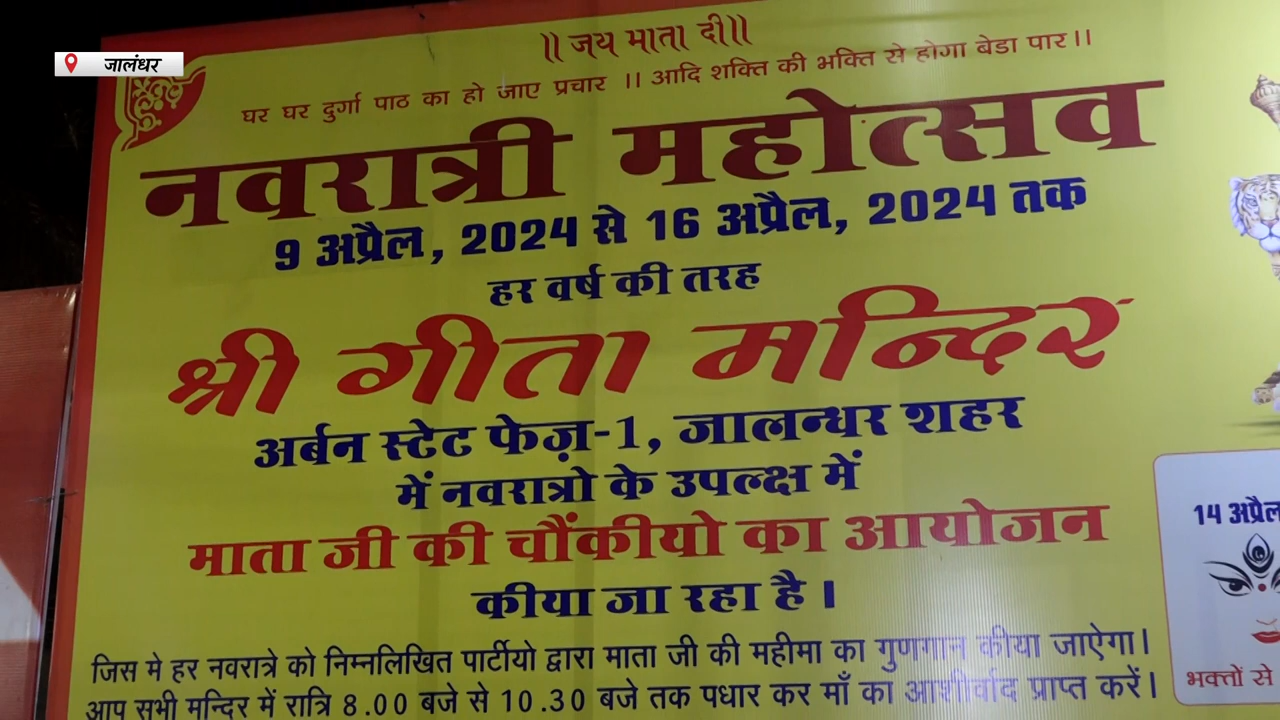 जालंधर
॥ जय माता दी॥
घर घर दुर्गा पाठ का हो जाए प्रचार ।। आदि शक्ति की भक्ति से होगा बेडा पार।।
नवरात्री महोत्सव
9 अप्रैल, 2024 से 16 अप्रैल, 2024 तक
हर वर्ष की तरह
श्री गीता मन्दिर
अर्बन स्टेट फेज़-1, जालन्धर शहर
में नवरात्रो के उपल्क्ष में
माता जी की चौंकीयो का आयोजन
कीया जा रहा है ।
जिस मे हर नवरात्रे को निम्नलिखित पार्टीयो द्वारा माता जी की महीमा का गुणगान कीया जाऐगा।
आप सभी मन्दिर में रात्रि 8.00 बजे से 10.30 बजे तक पधार कर माँ का आशीर्वाद प्राप्त करें।
14 अप्रैल
भक्तों से